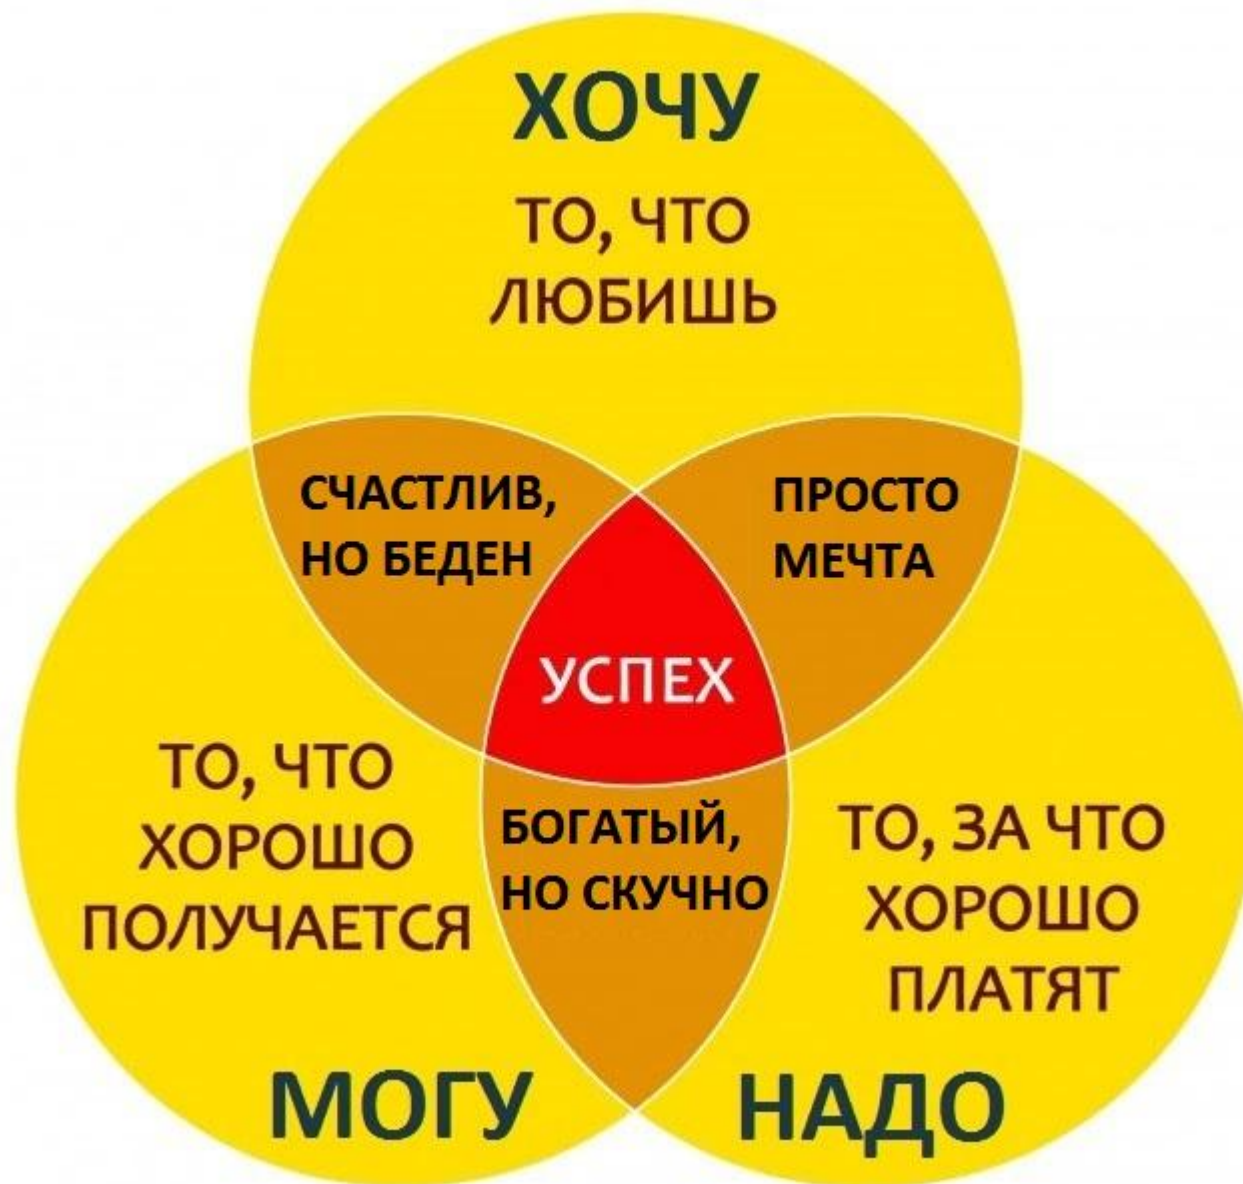 ХОЧУ
ТО, ЧТО
ЛЮБИШЬ
СЧАСТЛИВ,
НО БЕДЕН
ПРОСТО
МЕЧТА
УСПЕХ
ТО, ЧТО
ХОРОШО
ПОЛУЧАЕТСЯ
БОГАТЫЙ,
НО СКУЧНО
ТО, ЗА ЧТО
ХОРОШО
ПЛАТЯТ
МОГУ
НАДО